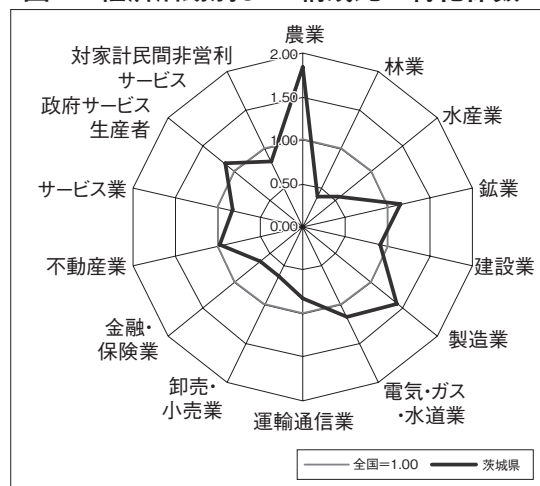 農業
林業
水産業
鉱業
建設業
製造業
電気・ガス
・水道業
運輸通信業
卸売・
小売業
金融・
保険業
不動産業
サービス業
政府サービス
生産者
対家計民間非営利
サービス
2.00
1.50
1.00
0.50
0.00
全国=1.00
茨城県